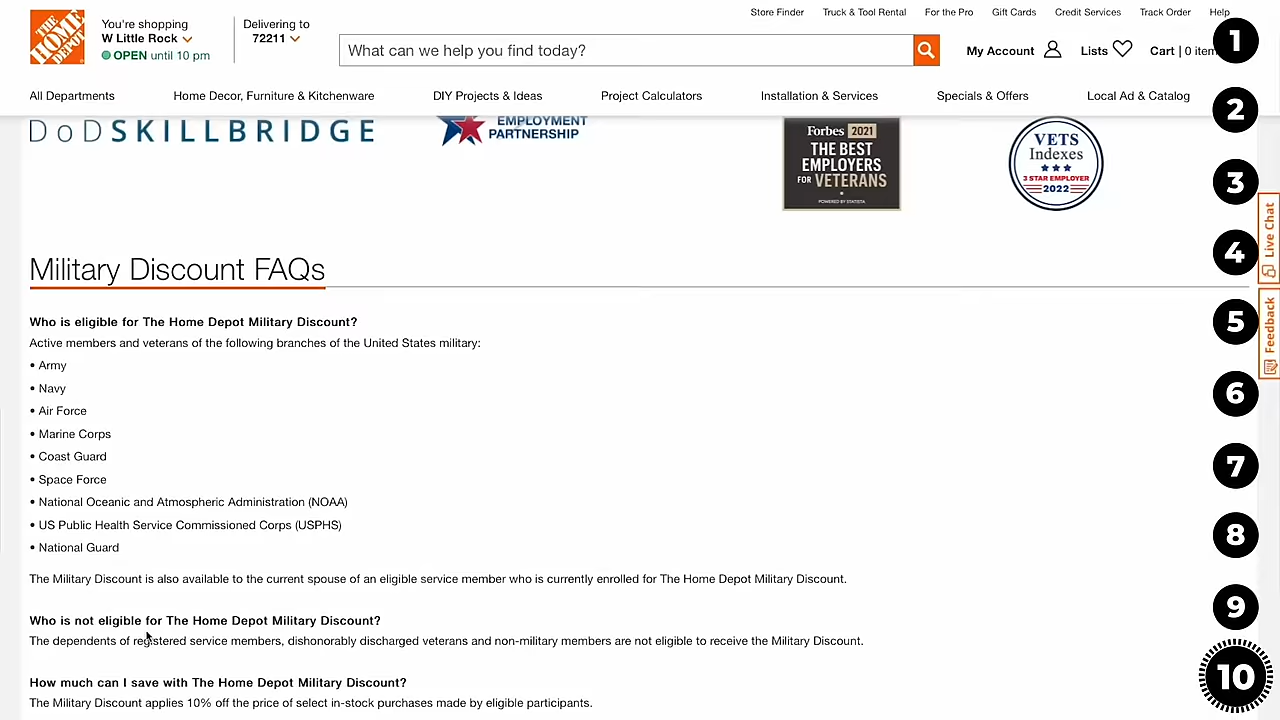 THE HOME DEPOT
You're shopping
W Little Rock
OPEN until 10 pm
Delivering to
72211
Store Finder
Truck & Tool Rental
For the Pro
Gift Cards
Credit Services
Track Order
Help
What can we help you find today?
My Account
Lists
Cart | 0 item
All Departments
Home Decor, Furniture & Kitchenware
DIY Projects & Ideas
Project Calculators
Installation & Services
Specials & Offers
Local Ad & Catalog
DoD SKILLBRIDGE
EMPLOYMENT
PARTNERSHIP
Forbes 2021
THE BEST
EMPLOYERS
FOR VETERANS
POWERED BY STATISTA
VETS
Indexes
3 STAR EMPLOYER
2022
Military Discount FAQs
Who is eligible for The Home Depot Military Discount?
Active members and veterans of the following branches of the United States military:
• Army
• Navy
• Air Force
• Marine Corps
• Coast Guard
• Space Force
• National Oceanic and Atmospheric Administration (NOAA)
• US Public Health Service Commissioned Corps (USPHS)
• National Guard
The Military Discount is also available to the current spouse of an eligible service member who is currently enrolled for The Home Depot Military Discount.
Who is not eligible for The Home Depot Military Discount?
The dependents of registered service members, dishonorably discharged veterans and non-military members are not eligible to receive the Military Discount.
How much can I save with The Home Depot Military Discount?
The Military Discount applies 10% off the price of select in-stock purchases made by eligible participants.
1
2
3
4
5
6
7
8
9
10
Live Chat
Feedback